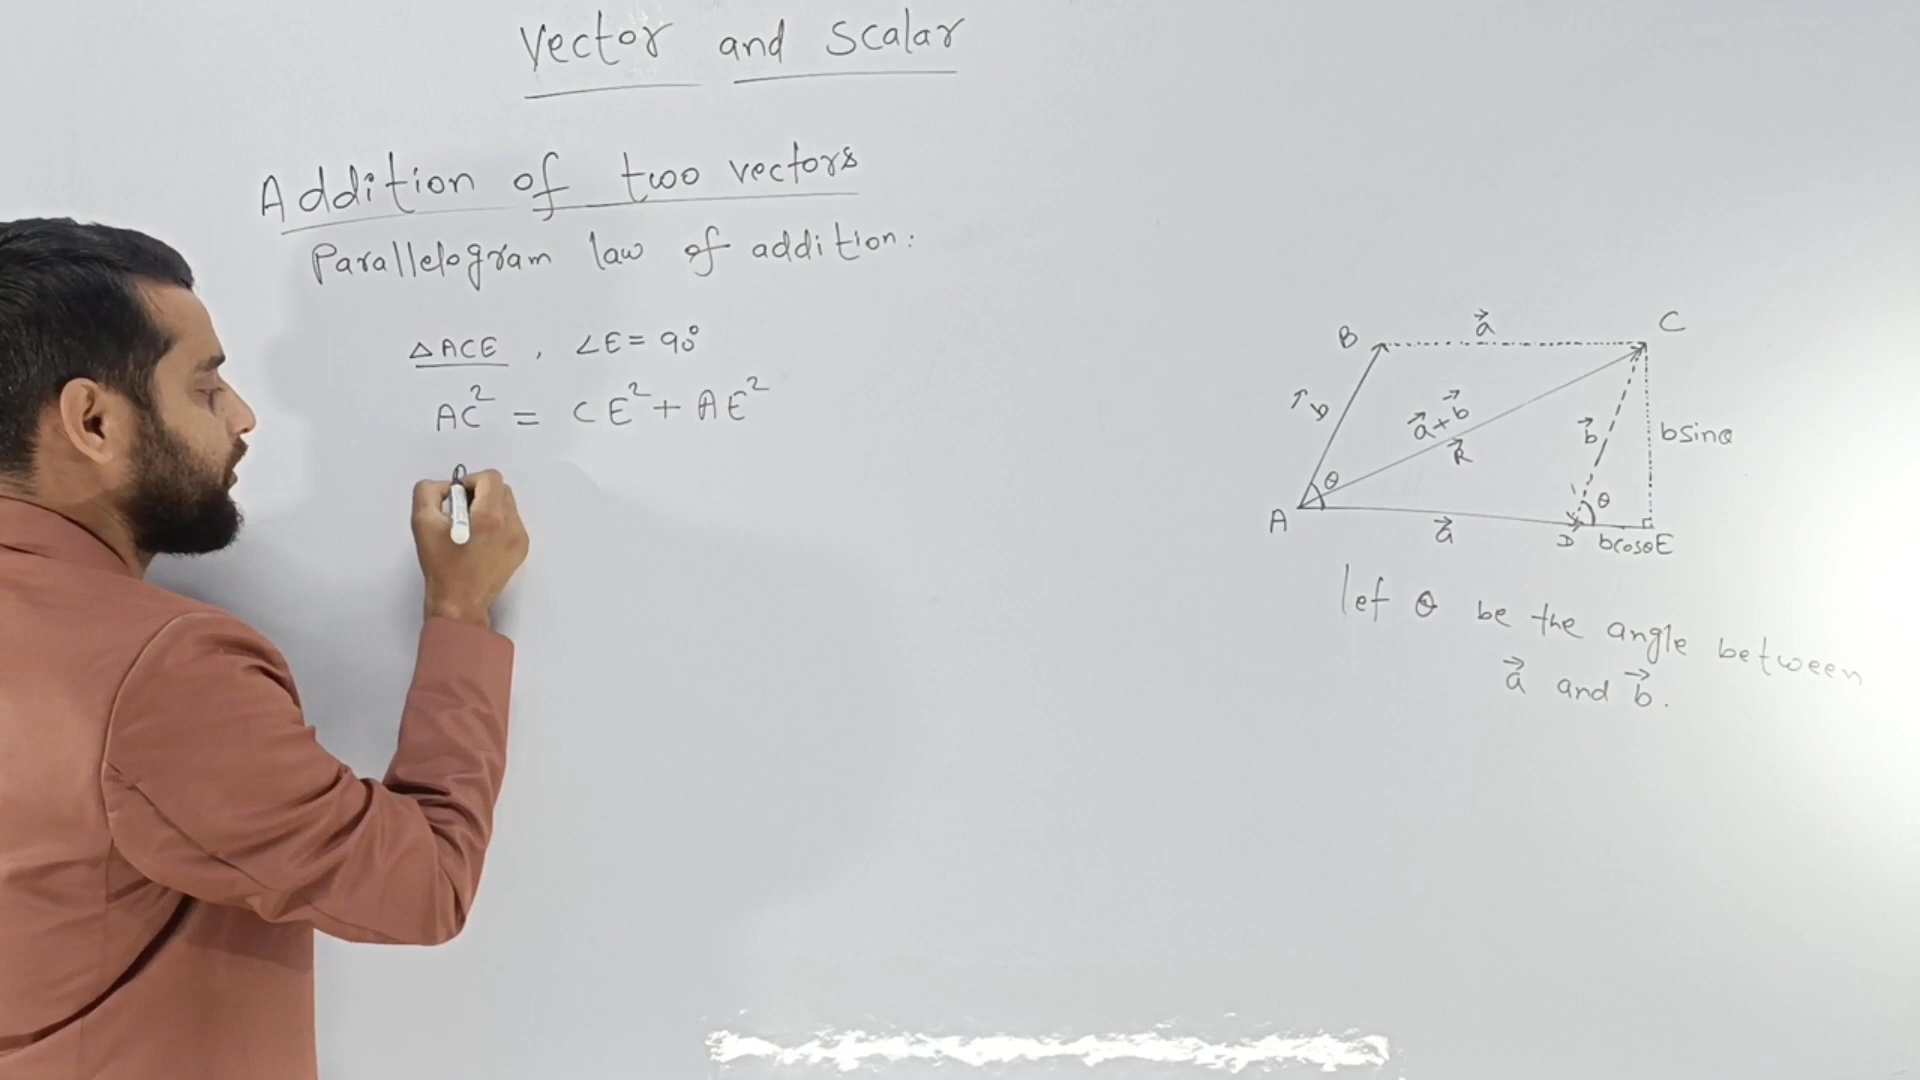 Vector and Scalar
Addition of two vectors
Parallelogram law of addition:
△ACE , ∠E = 90°
AC² = CE² + AE²
B
a⃗
C
b⃗
a⃗+b⃗
R⃗
b⃗
bsinθ
θ
θ
A
a⃗
D
bcosθ
E
let θ be the angle between
a⃗ and b⃗.